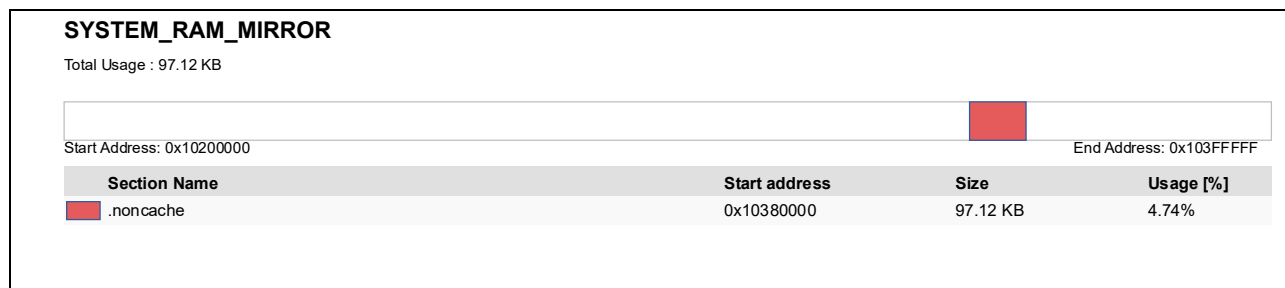 SYSTEM_RAM_MIRROR
Total Usage : 97.12 KB
Start Address: 0x10200000 End Address: 0x103FFFFF
Section Name Start address Size Usage [%]
.noncache 0x10380000 97.12 KB 4.74%